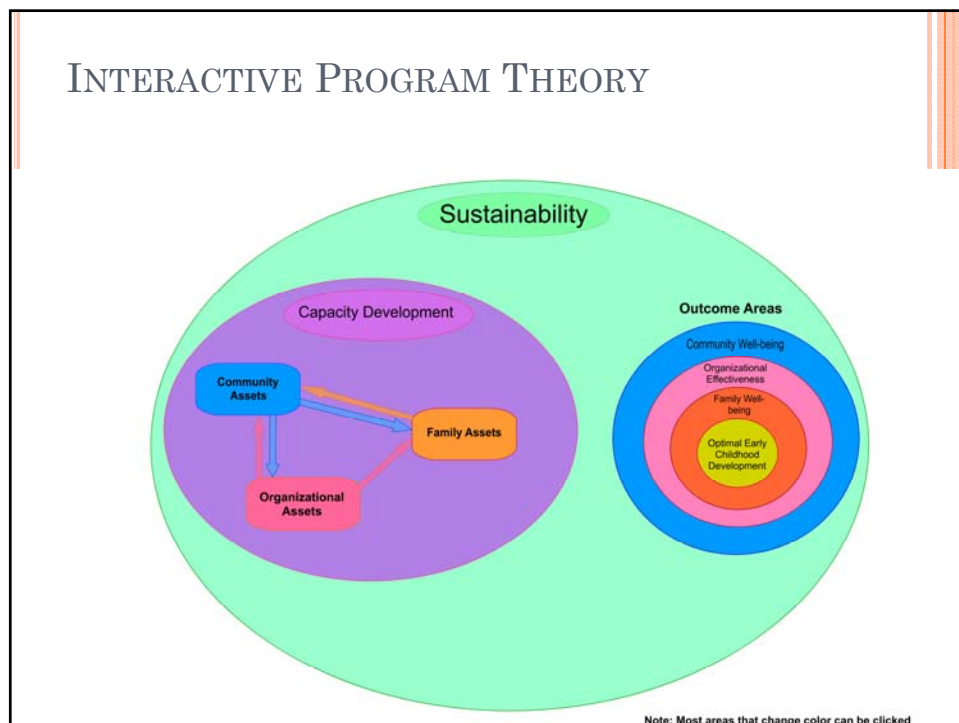 INTERACTIVE PROGRAM THEORY
Sustainability
Capacity Development
Community
Assets
Family Assets
Organizational
Assets
Outcome Areas
Community Well-being
Organizational
Effectiveness
Family Well-
being
Optimal Early
Childhood
Development
Note: Most areas that change color can be clicked